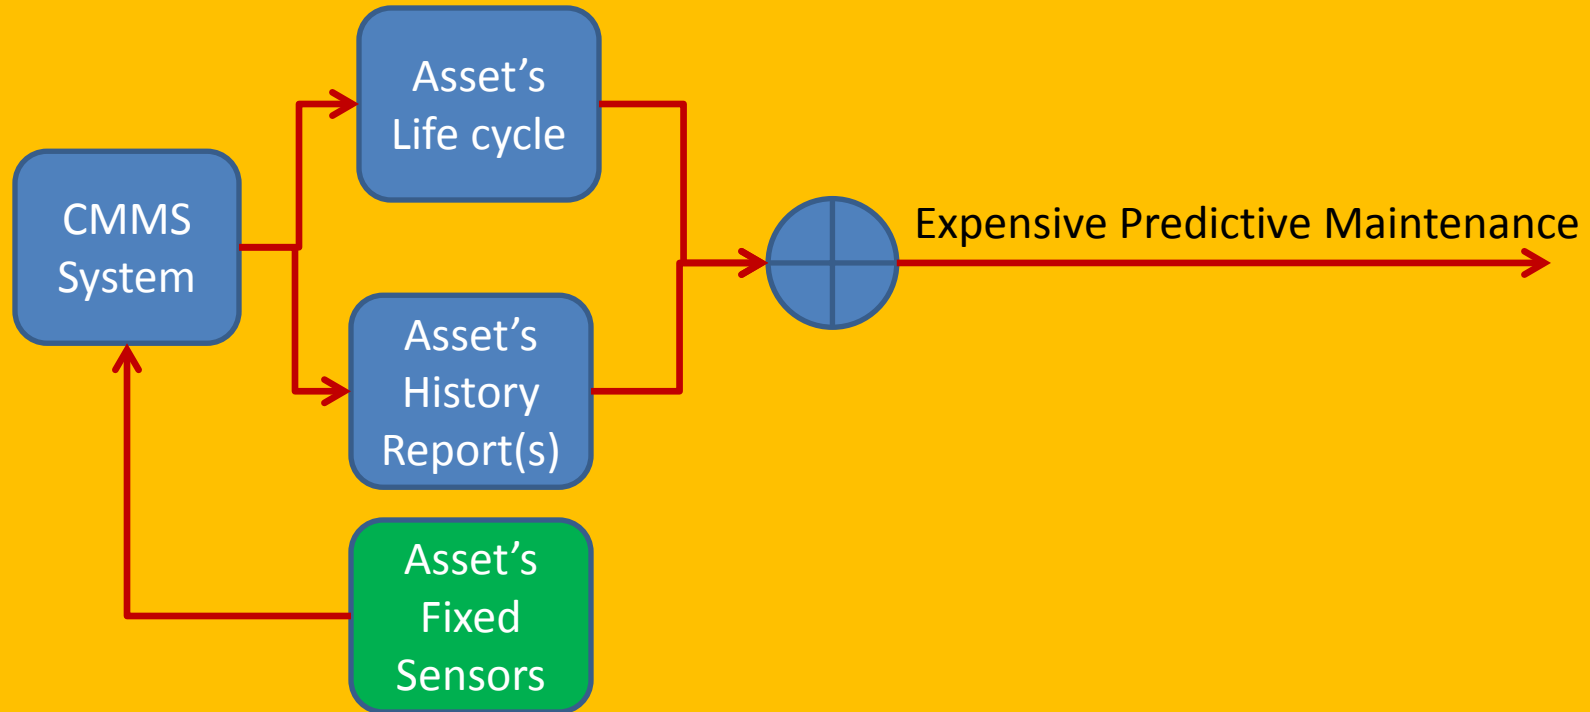 Asset’s
Life cycle
CMMS
System
Expensive Predictive Maintenance
Asset’s
History
Report(s)
Asset’s
Fixed
Sensors